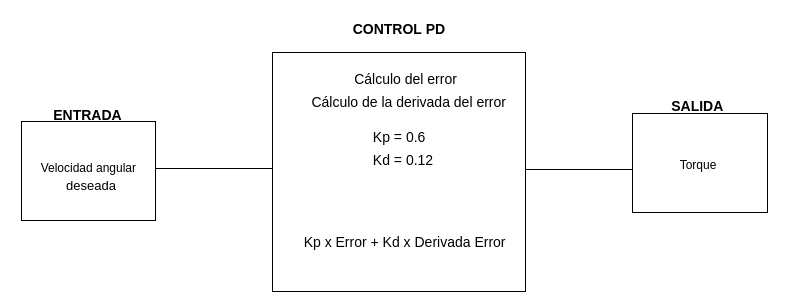 CONTROL PD
ENTRADA
Velocidad angular
deseada
Cálculo del error
Cálculo de la derivada del error
Kp = 0.6
Kd = 0.12
Kp x Error + Kd x Derivada Error
SALIDA
Torque